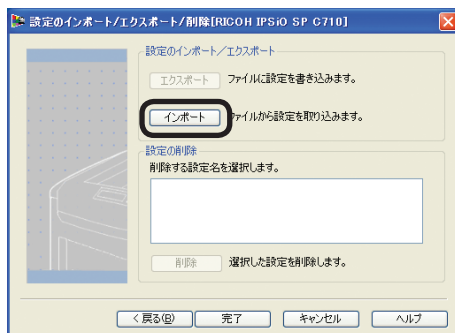 設定のインポート/エクスポート/削除[RICOH IPSiO SP C710]
設定のインポート/エクスポート
エクスポート ファイルに設定を書き込みます。
インポート ファイルから設定を取り込みます。
設定の削除
削除する設定名を選択します。
削除 選択した設定を削除します。
< 戻る(B) 完了 キャンセル ヘルプ